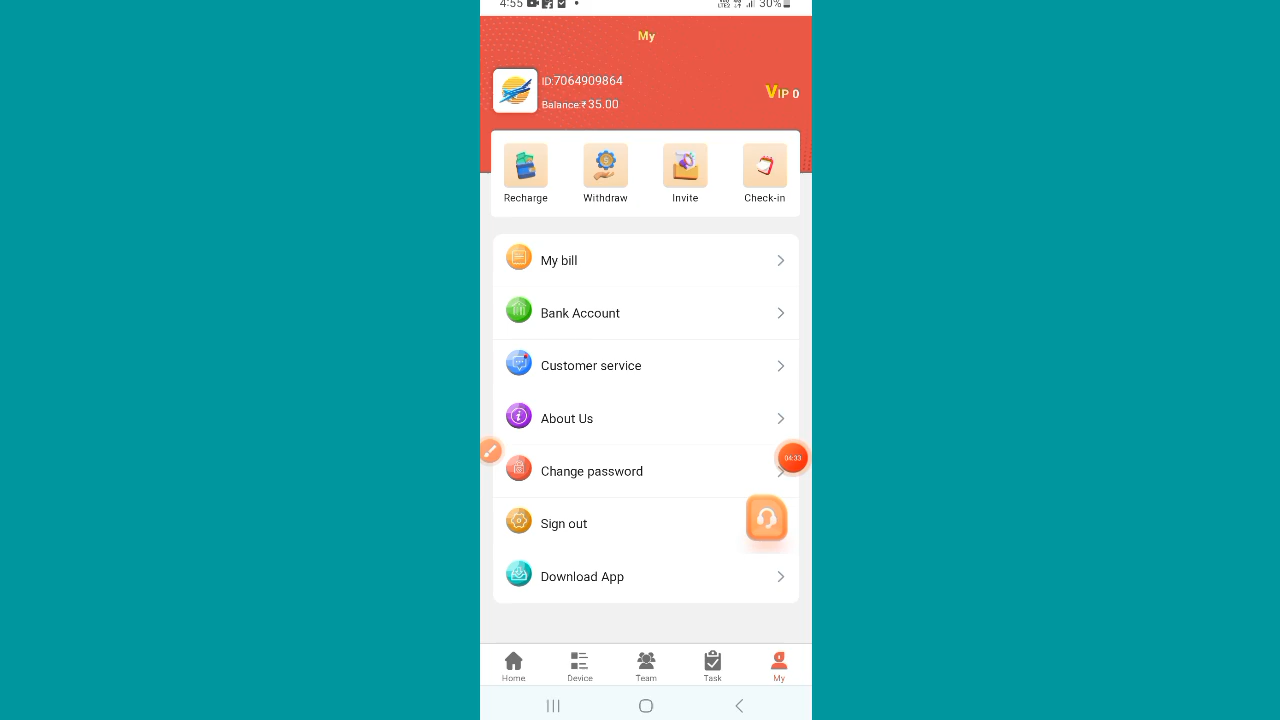 4:55
30%
My
ID:7064909864
Balance:₹35.00
VIP 0
Recharge
Withdraw
Invite
Check-in
My bill
Bank Account
Customer service
About Us
04:33
Change password
Sign out
Download App
Home
Device
Team
Task
My